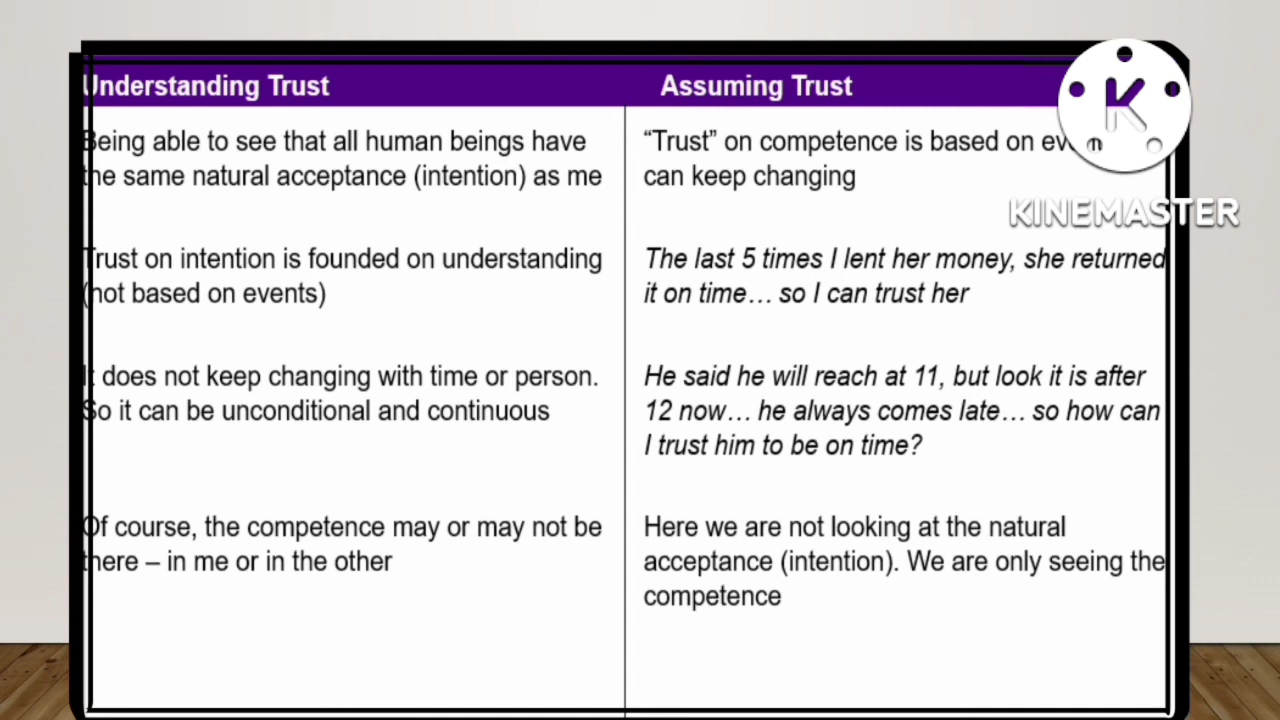 Understanding Trust
Assuming Trust
Being able to see that all human beings have
the same natural acceptance (intention) as me
Trust on intention is founded on understanding
(not based on events)
It does not keep changing with time or person.
So it can be unconditional and continuous
Of course, the competence may or may not be
there – in me or in the other
“Trust” on competence is based on
can keep changing
The last 5 times I lent her money, she returned
it on time… so I can trust her
He said he will reach at 11, but look it is after
12 now… he always comes late… so how can
I trust him to be on time?
Here we are not looking at the natural
acceptance (intention). We are only seeing the
competence
K
KINEMASTER